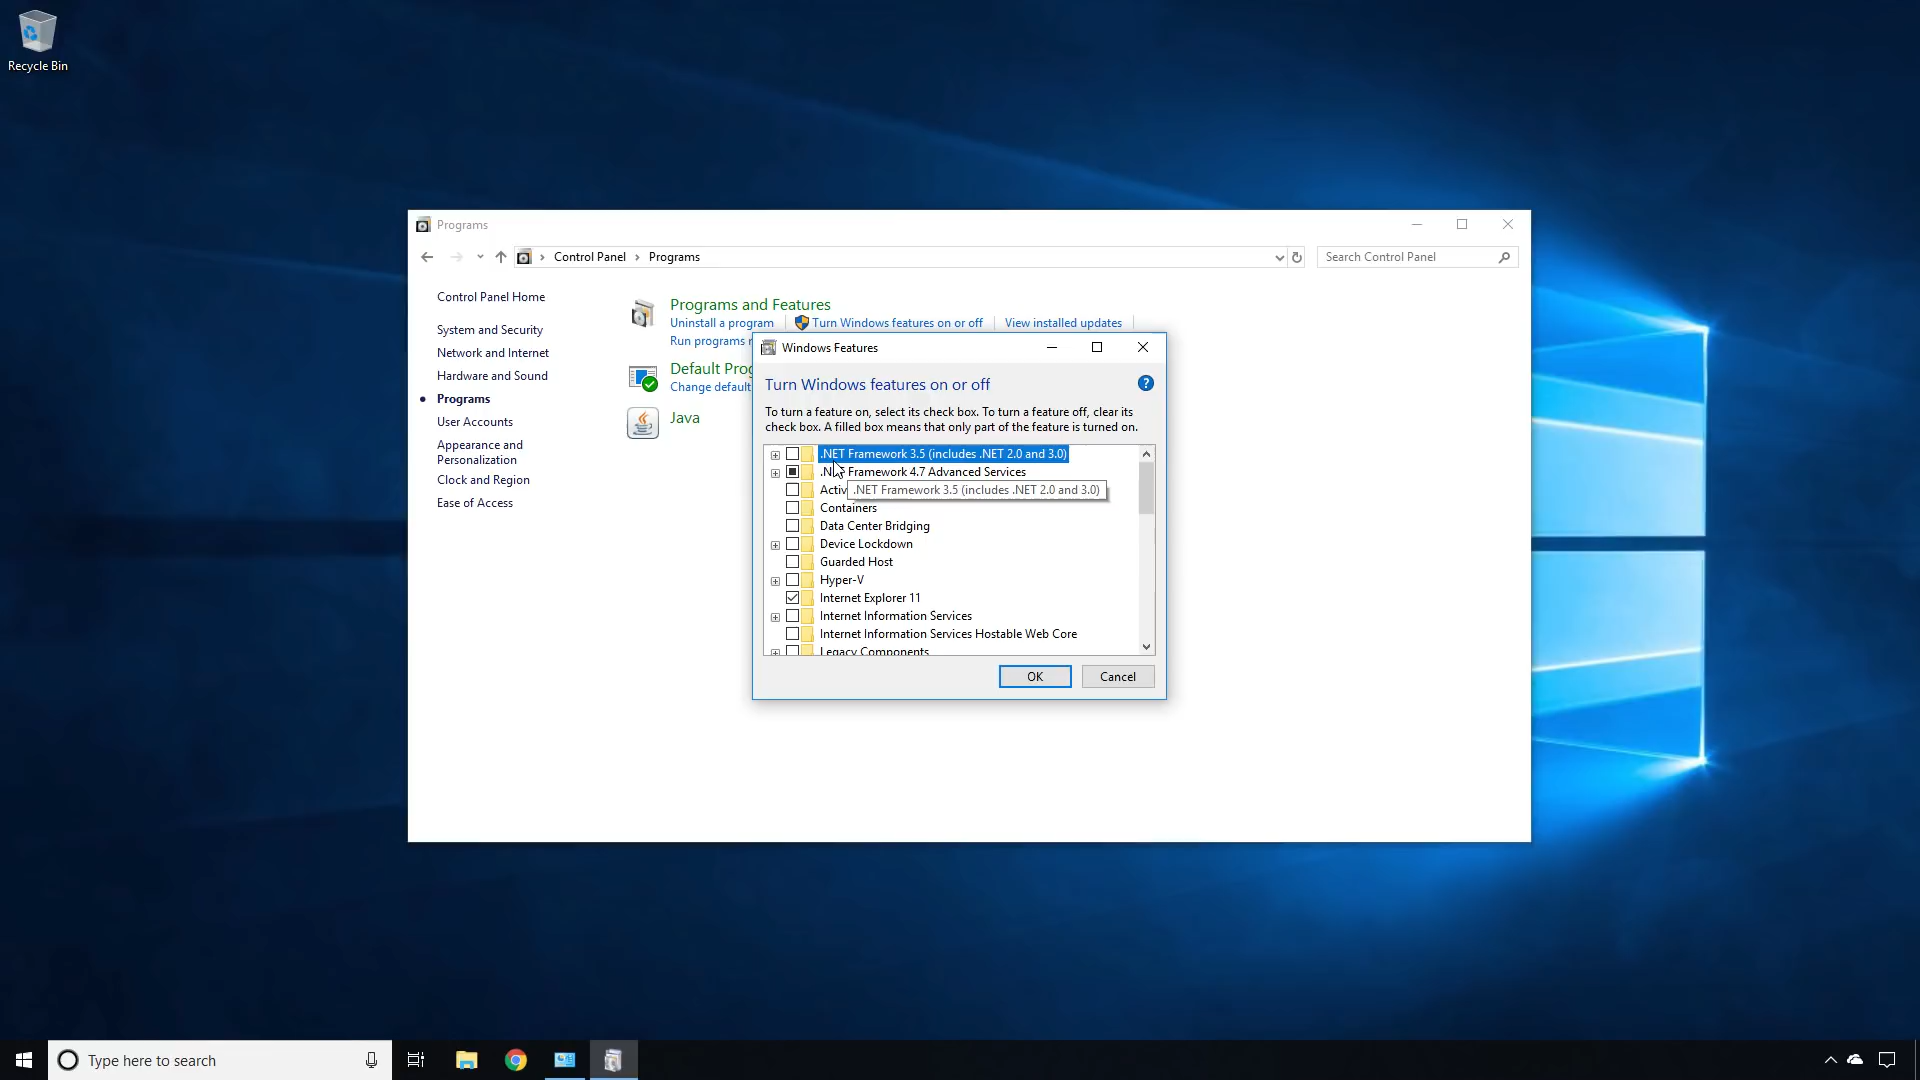 Recycle Bin
Programs
Control Panel
Programs
Search Control Panel
Control Panel Home
System and Security
Network and Internet
Hardware and Sound
Programs
User Accounts
Appearance and
Personalization
Clock and Region
Ease of Access
Programs and Features
Uninstall a program
Turn Windows features on or off
View installed updates
Run programs
Default
Change default
Java
Windows Features
Turn Windows features on or off
?
To turn a feature on, select its check box. To turn a feature off, clear its
check box. A filled box means that only part of the feature is turned on.
.NET Framework 3.5 (includes .NET 2.0 and 3.0)
Framework 4.7 Advanced Services
.NET Framework 3.5 (includes .NET 2.0 and 3.0)
Containers
Data Center Bridging
Device Lockdown
Guarded Host
Hyper-V
Internet Explorer 11
Internet Information Services
Internet Information Services Hostable Web Core
Legacy Components
OK
Cancel
Type here to search